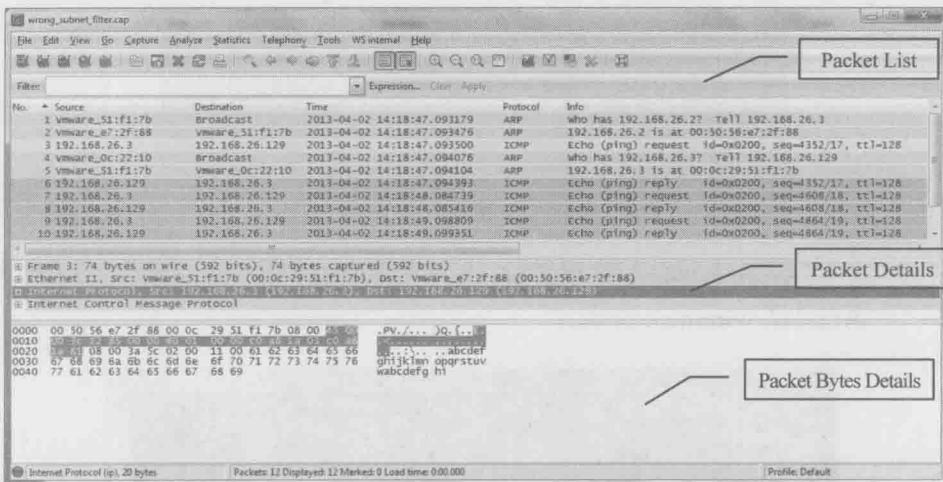 wrong_subnet_filter.cap
File Edit View Go Capture Analyze Statistics Telephony Tools WS internal Help
Packet List
Filter: Expression... Clear Apply
No. Source Destination Time Protocol Info
1 Vmware_51:f1:7b Broadcast 2013-04-02 14:18:47.093179 ARP who has 192.168.26.2? Tell 192.168.26.3
2 Vmware_e7:2f:88 Vmware_51:f1:7b 2013-04-02 14:18:47.093476 ARP 192.168.26.2 is at 00:50:56:e7:2f:88
3 192.168.26.3 192.168.26.129 2013-04-02 14:18:47.093500 ICMP Echo (ping) request id=0x0200, seq=4352/17, ttl=128
4 Vmware_0c:22:10 Broadcast 2013-04-02 14:18:47.094076 ARP who has 192.168.26.3? Tell 192.168.26.129
5 Vmware_51:f1:7b Vmware_0c:22:10 2013-04-02 14:18:47.094104 ARP 192.168.26.3 is at 00:0c:29:51:f1:7b
6 192.168.26.129 192.168.26.3 2013-04-02 14:18:47.094393 ICMP Echo (ping) reply id=0x0200, seq=4352/17, ttl=128
7 192.168.26.3 192.168.26.129 2013-04-02 14:18:48.084739 ICMP Echo (ping) request id=0x0200, seq=4608/18, ttl=128
8 192.168.26.129 192.168.26.3 2013-04-02 14:18:48.085416 ICMP Echo (ping) reply id=0x0200, seq=4608/18, ttl=128
9 192.168.26.3 192.168.26.129 2013-04-02 14:18:49.098809 ICMP Echo (ping) request id=0x0200, seq=4864/19, ttl=128
10 192.168.26.129 192.168.26.3 2013-04-02 14:18:49.099351 ICMP Echo (ping) reply id=0x0200, seq=4864/19, ttl=128
Packet Details
Frame 3: 74 bytes on wire (592 bits), 74 bytes captured (592 bits)
Ethernet II, Src: Vmware_51:f1:7b (00:0c:29:51:f1:7b), Dst: Vmware_e7:2f:88 (00:50:56:e7:2f:88)
Internet Protocol, Src: 192.168.26.3 (192.168.26.3), Dst: 192.168.26.129 (192.168.26.129)
Internet Control Message Protocol
0000 00 50 56 e7 2f 88 00 0c 29 51 f1 7b 08 00 .PV./... )Q.{..
0010
0020 08 00 3a 5c 02 00 11 00 61 62 63 64 65 66 ..:\.. ..abcdef
0030 67 68 69 6a 6b 6c 6d 6e 6f 70 71 72 73 74 75 76 ghijklmn opqrstuv
0040 77 61 62 63 64 65 66 67 68 69 wabcdefg hi
Packet Bytes Details
Internet Protocol (ip), 20 bytes Packets: 12 Displayed: 12 Marked: 0 Load time: 0:00.000 Profile: Default